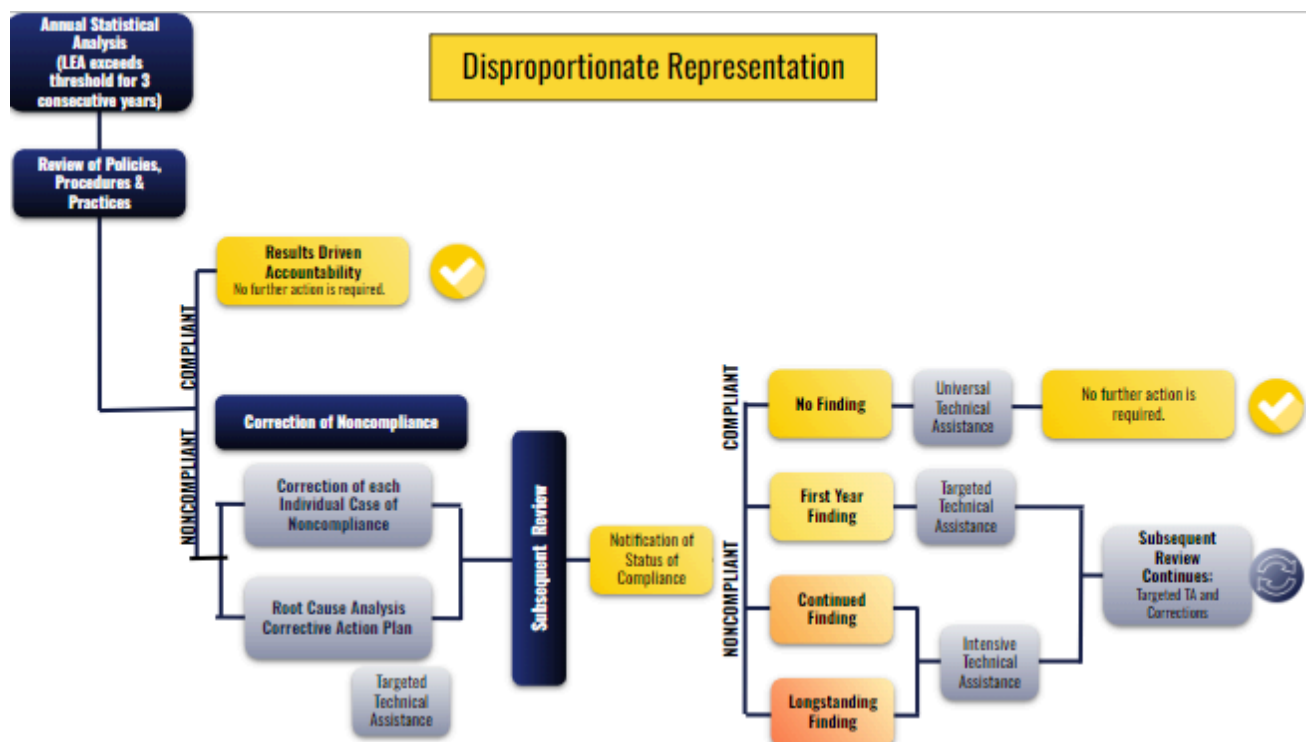 Annual Statistical
Analysis
(LEA exceeds
threshold for 3
consecutive years)
Disproportionate Representation
Review of Policies,
Procedures &
Practices
Results Driven
Accountability
No further action is required.
COMPLIANT
NONCOMPLIANT
Correction of Noncompliance
Correction of each
Individual Case of
Noncompliance
Root Cause Analysis
Corrective Action Plan
Targeted
Technical
Assistance
Subsequent Review
Notification of
Status of
Compliance
COMPLIANT
NONCOMPLIANT
No Finding
Universal
Technical
Assistance
No further action is
required.
First Year
Finding
Targeted
Technical
Assistance
Continued
Finding
Longstanding
Finding
Intensive
Technical
Assistance
Subsequent
Review
Continues:
Targeted TA and
Corrections